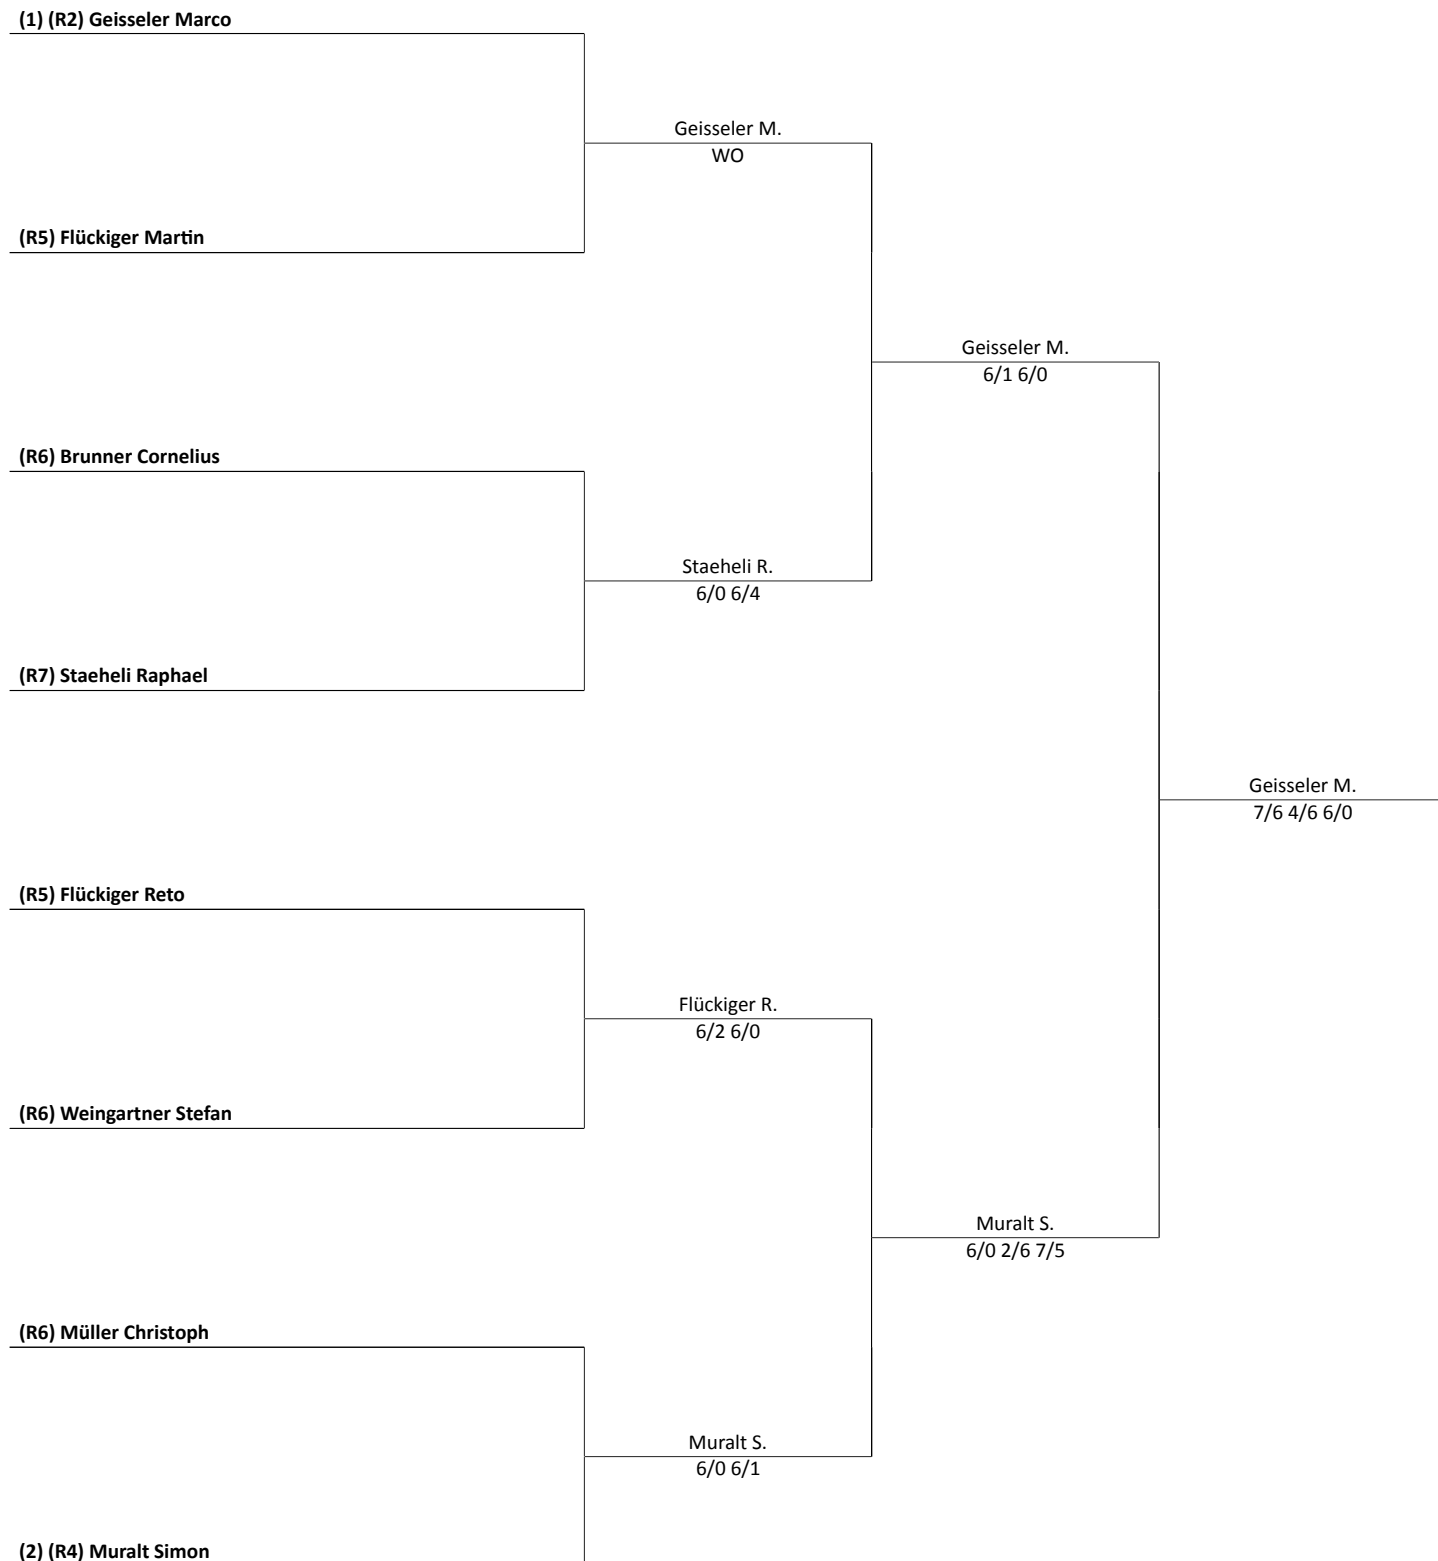 (1) (R2) Geisseler Marco
Geisseler M.
WO
(R5) Flückiger Martin
Geisseler M.
6/1 6/0
(R6) Brunner Cornelius
Staeheli R.
6/0 6/4
(R7) Staeheli Raphael
Geisseler M.
7/6 4/6 6/0
(R5) Flückiger Reto
Flückiger R.
6/2 6/0
(R6) Weingartner Stefan
Muralt S.
6/0 2/6 7/5
(R6) Müller Christoph
Muralt S.
6/0 6/1
(2) (R4) Muralt Simon